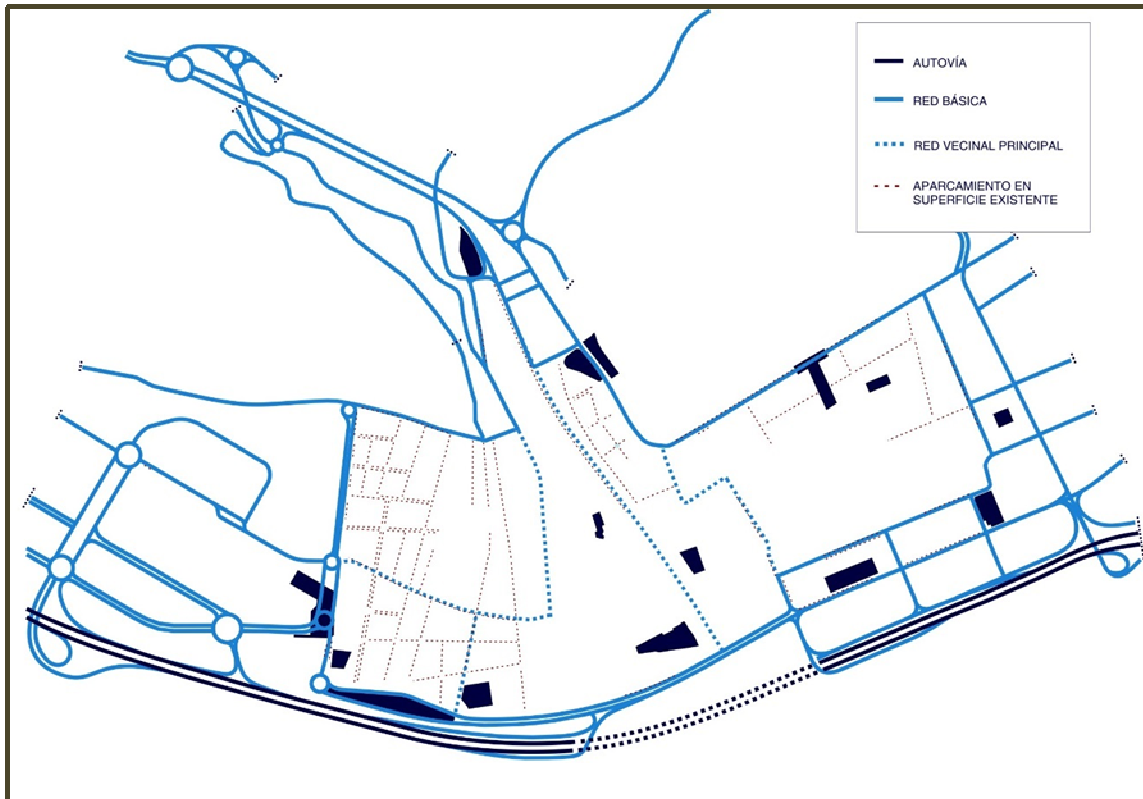 AUTOVÍA
RED BÁSICA
RED VECINAL PRINCIPAL
APARCAMIENTO EN
SUPERFICIE EXISTENTE